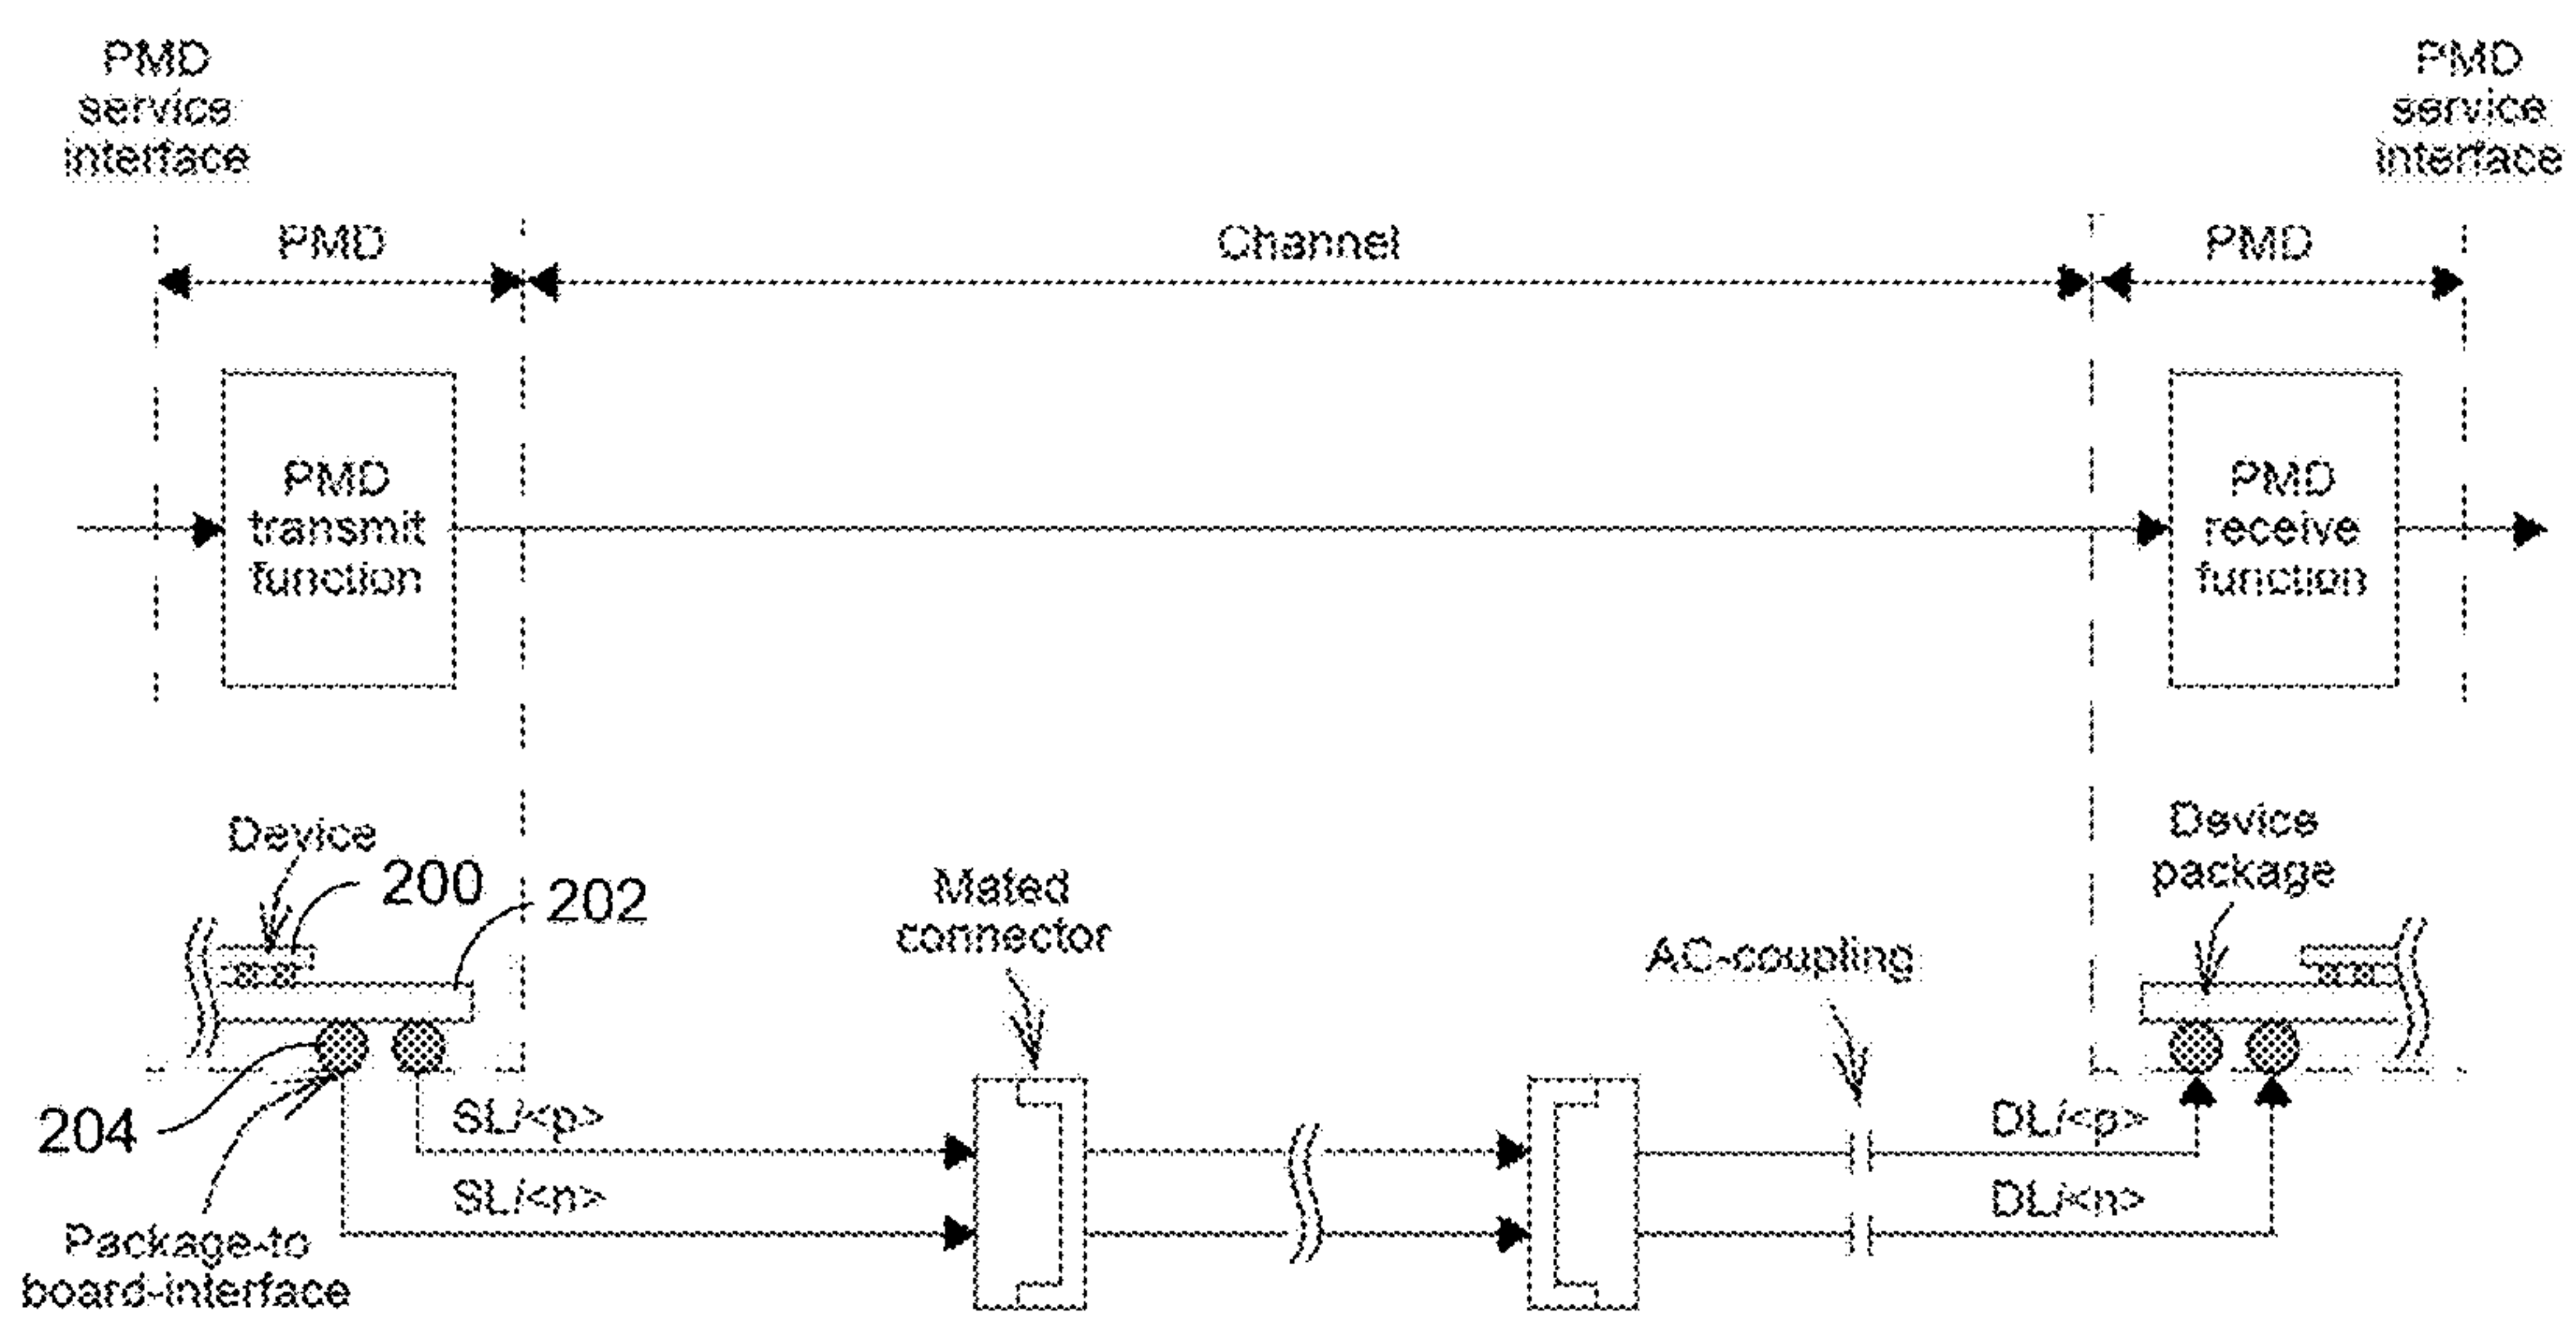 PMD
service
interface
PMD
service
interface
PMD
Channel
PMD
PMD
transmit
function
PMD
receive
function
Device
200
202
Mated
connector
AC-coupling
Device
package
204
SL/<p>
SL/<n>
DL/<p>
DL/<n>
Package-to
board-interface